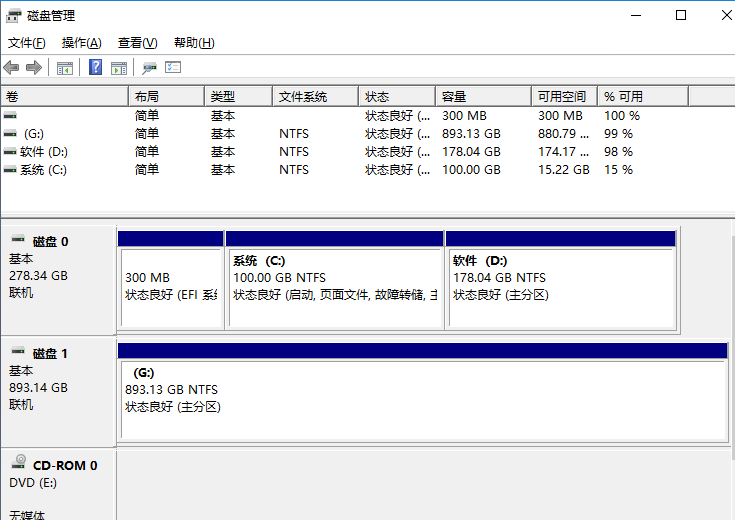 磁盘管理
文件(F) 操作(A) 查看(V) 帮助(H)
卷 布局 类型 文件系统 状态 容量 可用空间 % 可用
简单 基本 状态良好 (... 300 MB 300 MB 100 %
(G:) 简单 基本 NTFS 状态良好 (... 893.13 GB 880.79 ... 99 %
软件 (D:) 简单 基本 NTFS 状态良好 (... 178.04 GB 174.17 ... 98 %
系统 (C:) 简单 基本 NTFS 状态良好 (... 100.00 GB 15.22 GB 15 %
磁盘 0
基本
278.34 GB
联机
300 MB
状态良好 (EFI 系
系统 (C:)
100.00 GB NTFS
状态良好 (启动, 页面文件, 故障转储, 主
软件 (D:)
178.04 GB NTFS
状态良好 (主分区)
磁盘 1
基本
893.14 GB
联机
(G:)
893.13 GB NTFS
状态良好 (主分区)
CD-ROM 0
DVD (E:)
无媒体